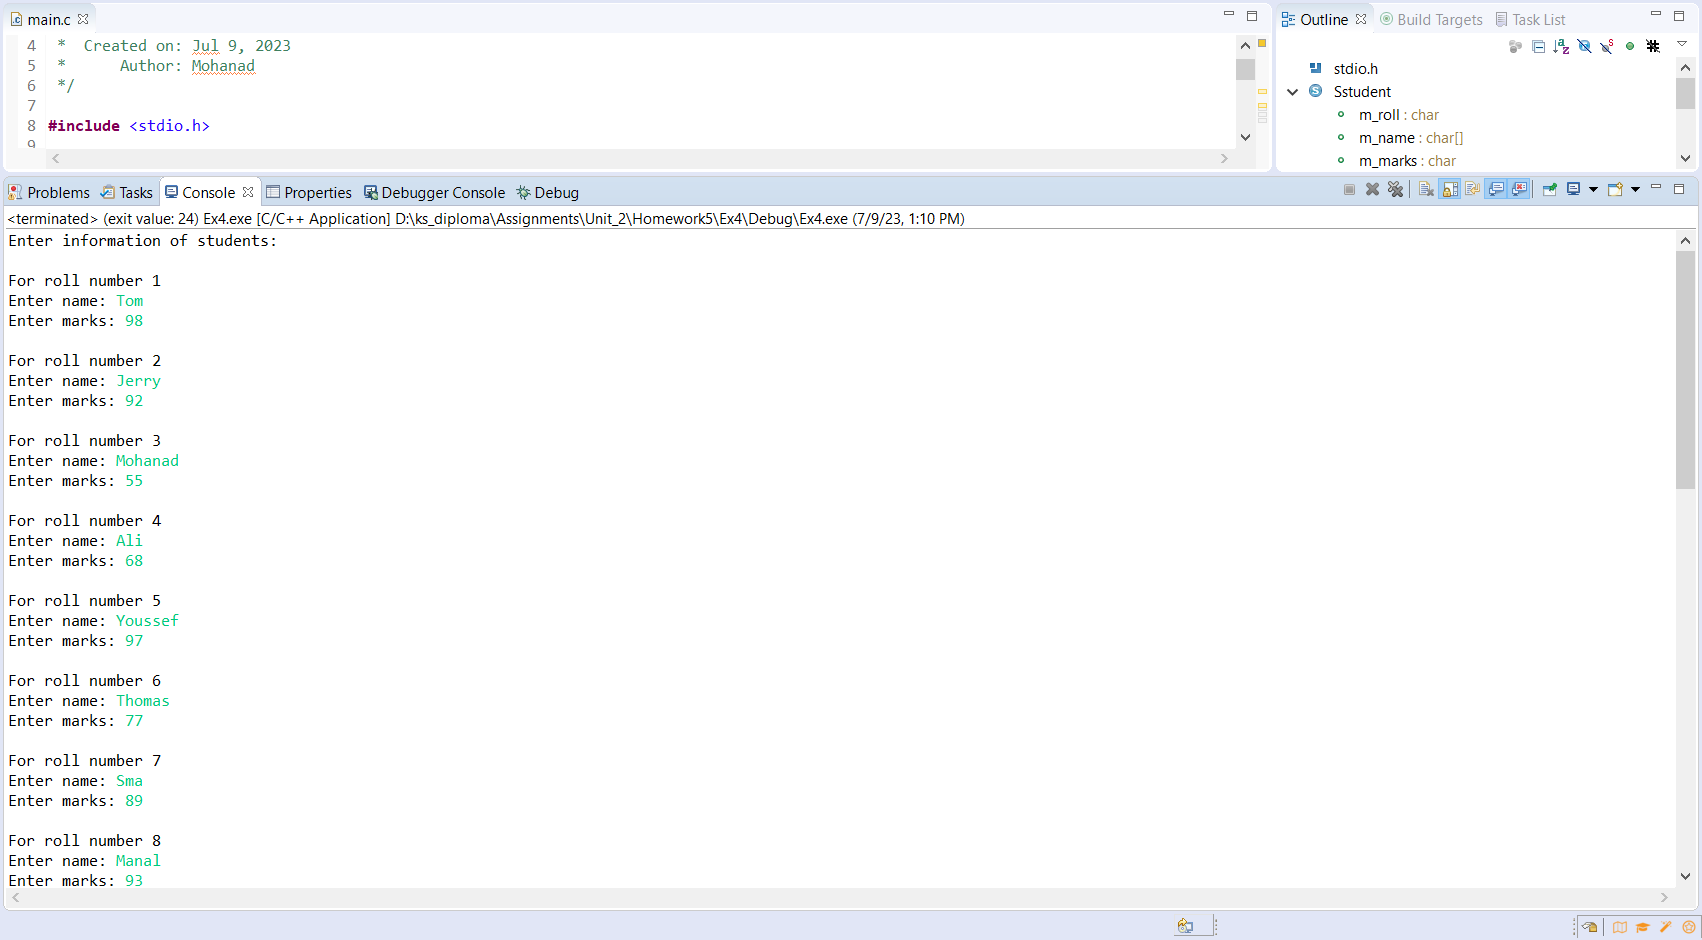 main.c
4 *  Created on: Jul 9, 2023
5 *      Author: Mohanad
6 */
7
8 #include <stdio.h>
9
Outline Build Targets Task List
stdio.h
Sstudent
m_roll : char
m_name : char[]
m_marks : char
Problems Tasks Console Properties Debugger Console Debug
<terminated> (exit value: 24) Ex4.exe [C/C++ Application] D:\ks_diploma\Assignments\Unit_2\Homework5\Ex4\Debug\Ex4.exe (7/9/23, 1:10 PM)
Enter information of students:
For roll number 1
Enter name: Tom
Enter marks: 98
For roll number 2
Enter name: Jerry
Enter marks: 92
For roll number 3
Enter name: Mohanad
Enter marks: 55
For roll number 4
Enter name: Ali
Enter marks: 68
For roll number 5
Enter name: Youssef
Enter marks: 97
For roll number 6
Enter name: Thomas
Enter marks: 77
For roll number 7
Enter name: Sma
Enter marks: 89
For roll number 8
Enter name: Manal
Enter marks: 93